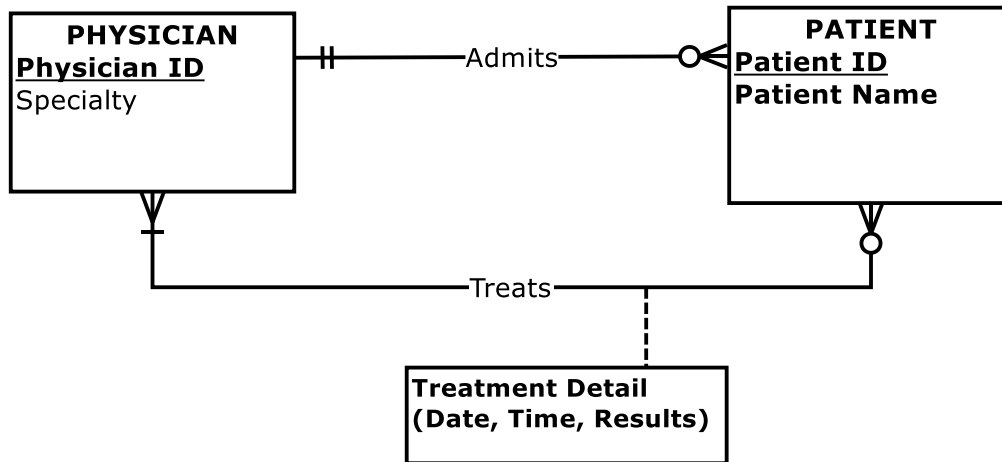 PHYSICIAN
Physician ID
Specialty
Admits
PATIENT
Patient ID
Patient Name
Treats
Treatment Detail
(Date, Time, Results)